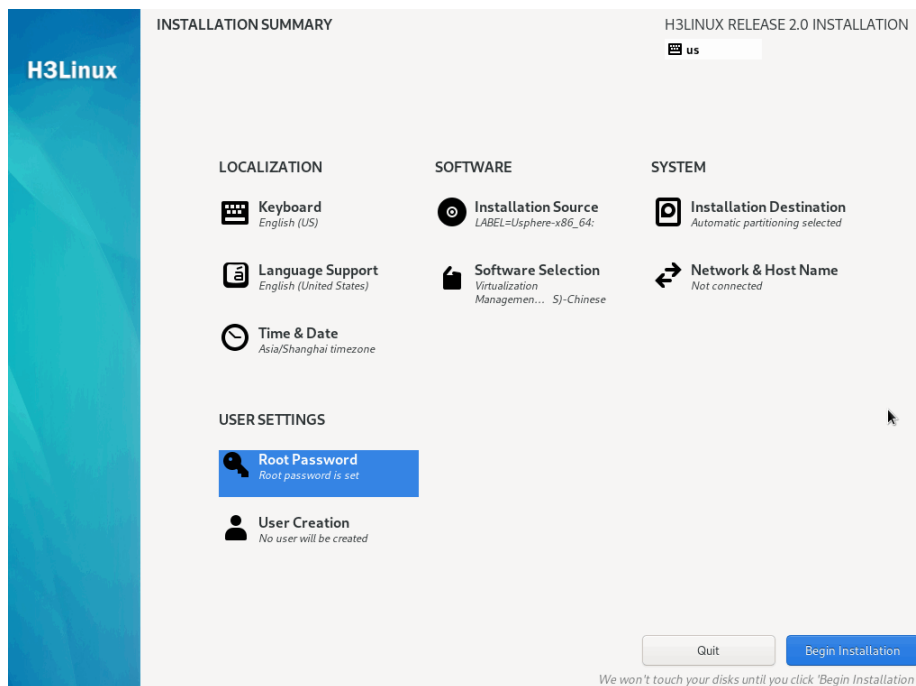 INSTALLATION SUMMARY
H3LINUX RELEASE 2.0 INSTALLATION
us
H3Linux
LOCALIZATION
Keyboard
English (US)
Language Support
English (United States)
Time & Date
Asia/Shanghai timezone
SOFTWARE
Installation Source
LABEL=Usphere-x86_64:
Software Selection
Virtualization
Managemen... S)-Chinese
SYSTEM
Installation Destination
Automatic partitioning selected
Network & Host Name
Not connected
USER SETTINGS
Root Password
Root password is set
User Creation
No user will be created
Quit
Begin Installation
We won't touch your disks until you click 'Begin Installation